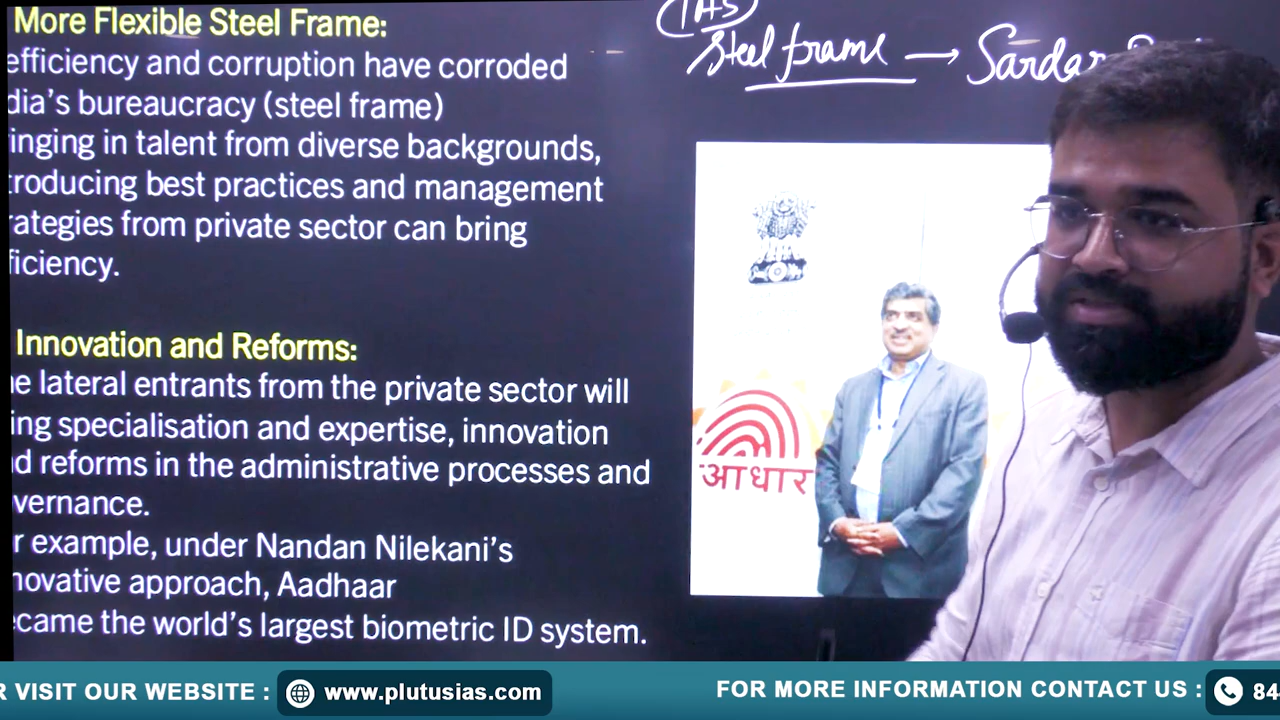 More Flexible Steel Frame:
efficiency and corruption have corroded
dia's bureaucracy (steel frame)
inging in talent from diverse backgrounds,
troducing best practices and management
rategies from private sector can bring
ficiency.
Innovation and Reforms:
e lateral entrants from the private sector will
ing specialisation and expertise, innovation
d reforms in the administrative processes and
vernance.
r example, under Nandan Nilekani's
novative approach, Aadhaar
came the world's largest biometric ID system.
IAS
Steel frame → Sardar
आधार
R VISIT OUR WEBSITE : www.plutusias.com
FOR MORE INFORMATION CONTACT US : 84